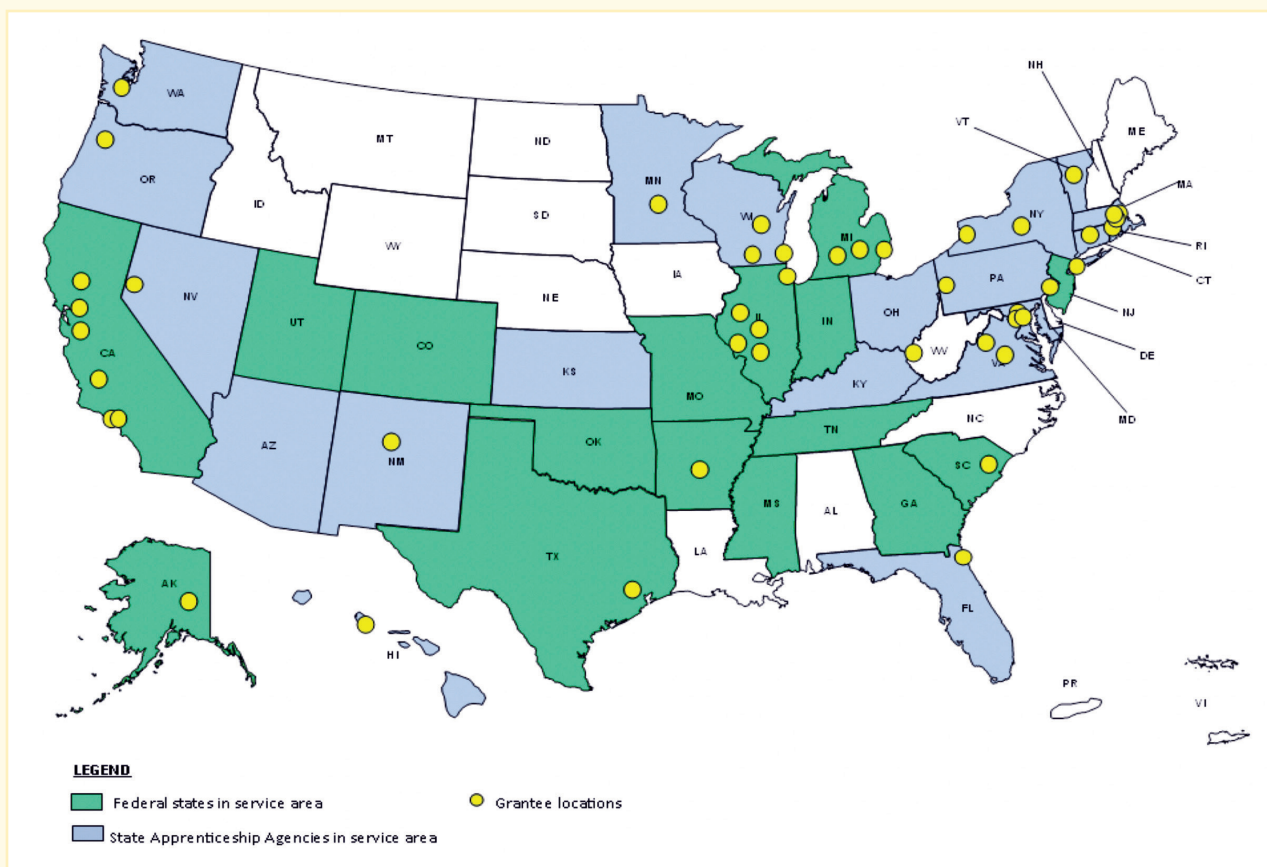 NH
WA
VT
MT
ND
ME
MN
OR
MA
ID
SD
WI
NY
WY
MI
RI
IA
CT
PA
NE
NV
OH
NJ
UT
IL
IN
CO
DE
CA
WV
KS
VA
MO
KY
MD
NC
TN
OK
AZ
NM
SC
MS
AL
GA
LA
TX
AK
FL
HI
PR
VI
LEGEND
Federal states in service area
Grantee locations
State Apprenticeship Agencies in service area